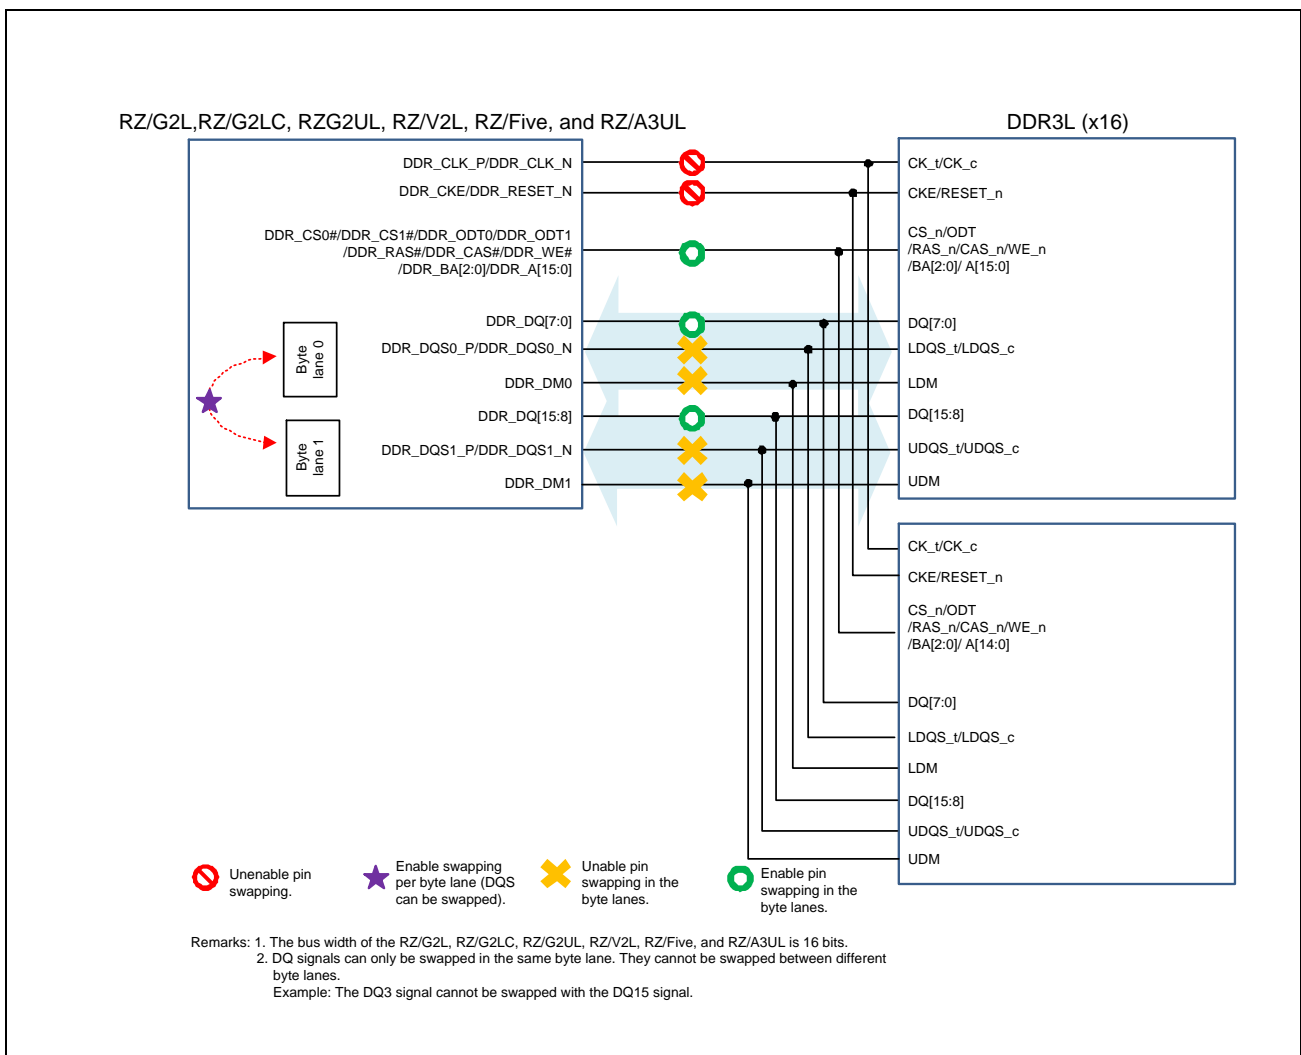 RZ/G2L,RZ/G2LC, RZG2UL, RZ/V2L, RZ/Five, and RZ/A3UL
DDR3L (x16)
DDR_CLK_P/DDR_CLK_N
DDR_CKE/DDR_RESET_N
DDR_CS0#/DDR_CS1#/DDR_ODT0/DDR_ODT1
/DDR_RAS#/DDR_CAS#/DDR_WE#
/DDR_BA[2:0]/DDR_A[15:0]
DDR_DQ[7:0]
DDR_DQS0_P/DDR_DQS0_N
DDR_DM0
DDR_DQ[15:8]
DDR_DQS1_P/DDR_DQS1_N
DDR_DM1
Byte
lane 0
Byte
lane 1
CK_t/CK_c
CKE/RESET_n
CS_n/ODT
/RAS_n/CAS_n/WE_n
/BA[2:0]/ A[15:0]
DQ[7:0]
LDQS_t/LDQS_c
LDM
DQ[15:8]
UDQS_t/UDQS_c
UDM
CK_t/CK_c
CKE/RESET_n
CS_n/ODT
/RAS_n/CAS_n/WE_n
/BA[2:0]/ A[14:0]
DQ[7:0]
LDQS_t/LDQS_c
LDM
DQ[15:8]
UDQS_t/UDQS_c
UDM
Unenable pin
swapping.
Enable swapping
per byte lane (DQS
can be swapped).
Unable pin
swapping in the
byte lanes.
Enable pin
swapping in the
byte lanes.
Remarks: 1. The bus width of the RZ/G2L, RZ/G2LC, RZ/G2UL, RZ/V2L, RZ/Five, and RZ/A3UL is 16 bits.
2. DQ signals can only be swapped in the same byte lane. They cannot be swapped between different
byte lanes.
Example: The DQ3 signal cannot be swapped with the DQ15 signal.